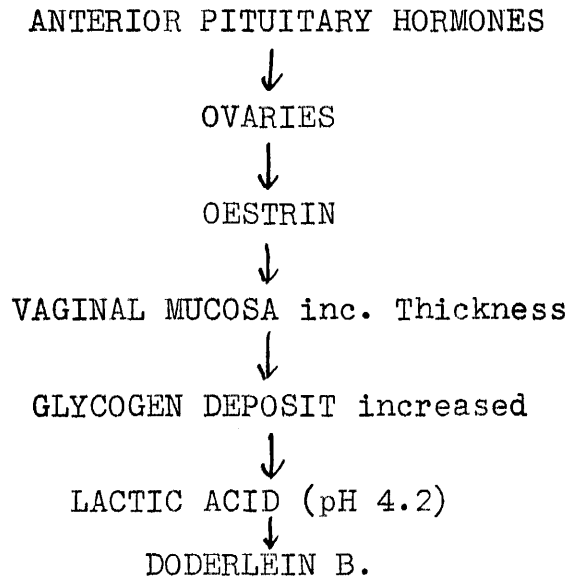 ANTERIOR PITUITARY HORMONES
OVARIES
OESTRIN
VAGINAL MUCOSA inc. Thickness
GLYCOGEN DEPOSIT increased
LACTIC ACID (pH 4.2)
DODERLEIN B.